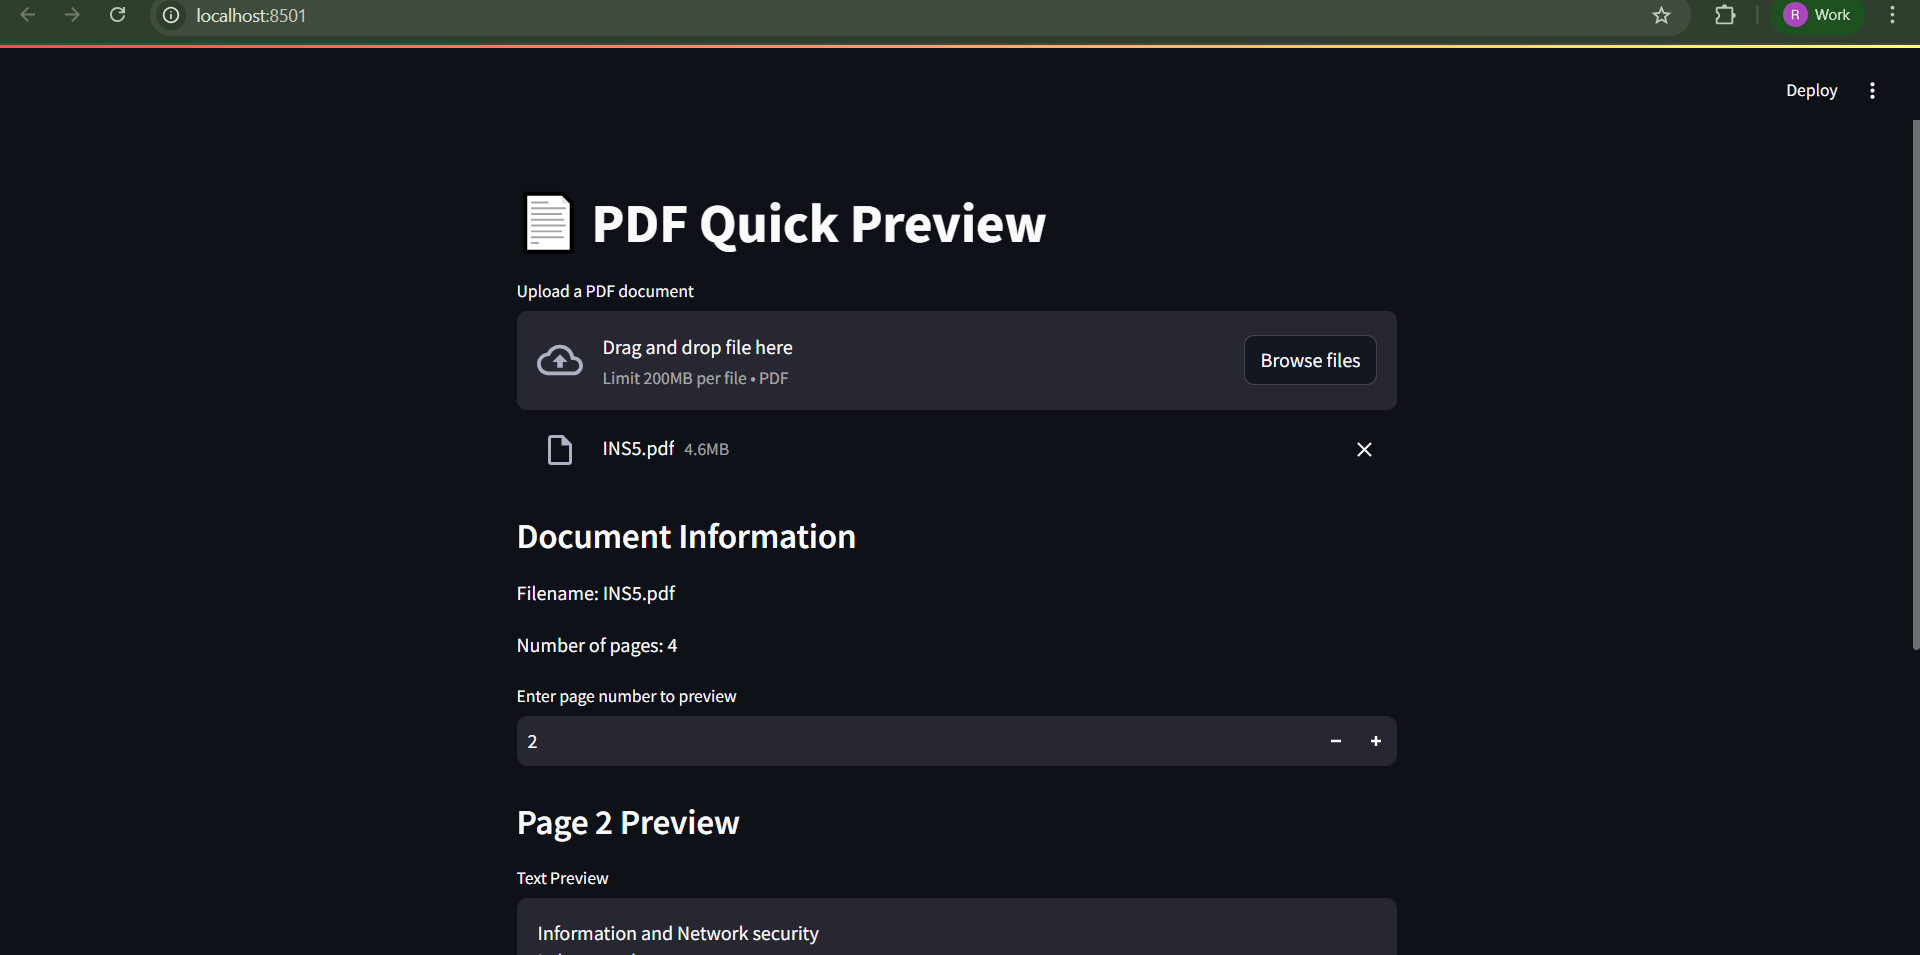 localhost:8501
R Work
Deploy
PDF Quick Preview
Upload a PDF document
Drag and drop file here
Limit 200MB per file • PDF
Browse files
INS5.pdf 4.6MB
Document Information
Filename: INS5.pdf
Number of pages: 4
Enter page number to preview
2
Page 2 Preview
Text Preview
Information and Network security